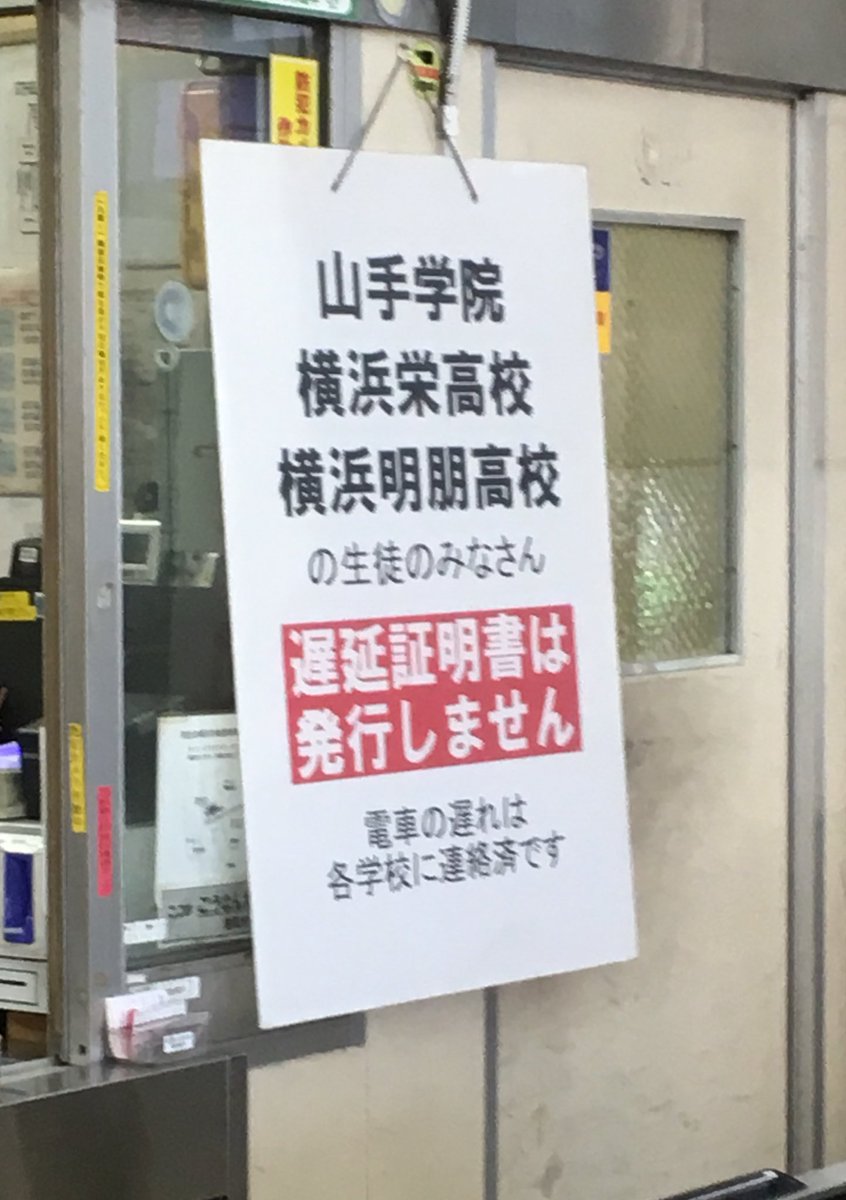 山手学院
横浜栄高校
横浜明朋高校
の生徒のみなさん
遅延証明書は
発行しません
電車の遅れは
各学校に連絡済です